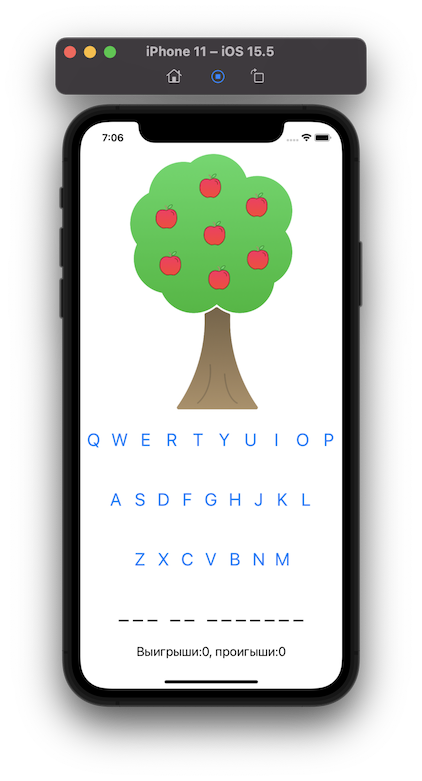 iPhone 11 – iOS 15.5
7:06
Q W E R T Y U I O P
A S D F G H J K L
Z X C V B N M
_ _ _  _ _  _ _ _ _ _ _ _
Выигрыши:0, проигыши:0